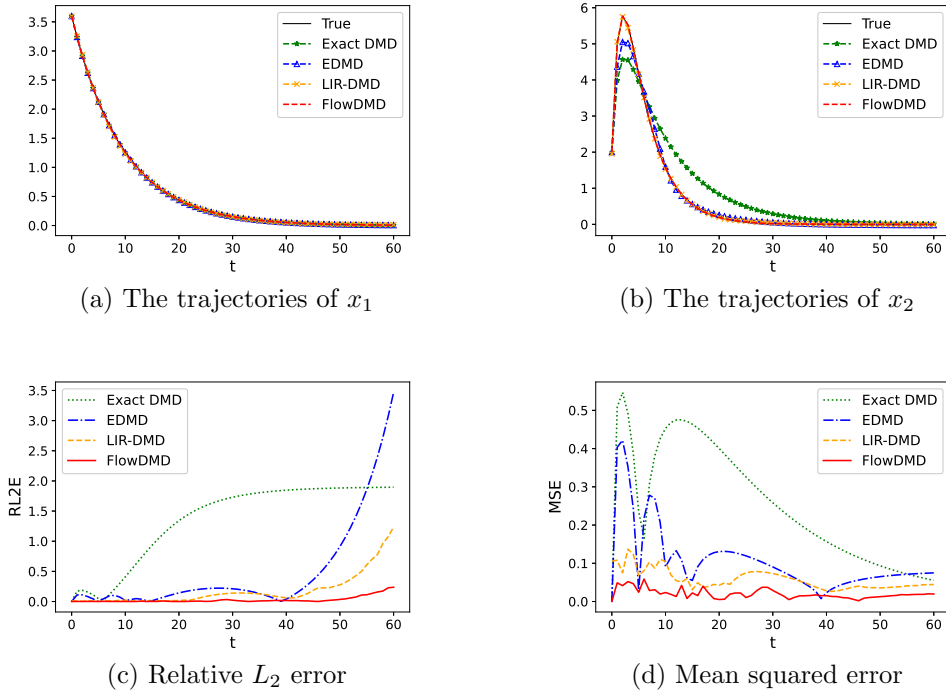 3.5
3.0
2.5
2.0
1.5
1.0
0.5
0.0
0 10 20 30 40 50 60
t
True
Exact DMD
EDMD
LIR-DMD
FlowDMD
(a) The trajectories of x₁
6
5
4
3
2
1
0
0 10 20 30 40 50 60
t
True
Exact DMD
EDMD
LIR-DMD
FlowDMD
(b) The trajectories of x₂
RL2E
3.5
3.0
2.5
2.0
1.5
1.0
0.5
0.0
0 10 20 30 40 50 60
t
Exact DMD
EDMD
LIR-DMD
FlowDMD
(c) Relative L₂ error
MSE
0.5
0.4
0.3
0.2
0.1
0.0
0 10 20 30 40 50 60
t
Exact DMD
EDMD
LIR-DMD
FlowDMD
(d) Mean squared error